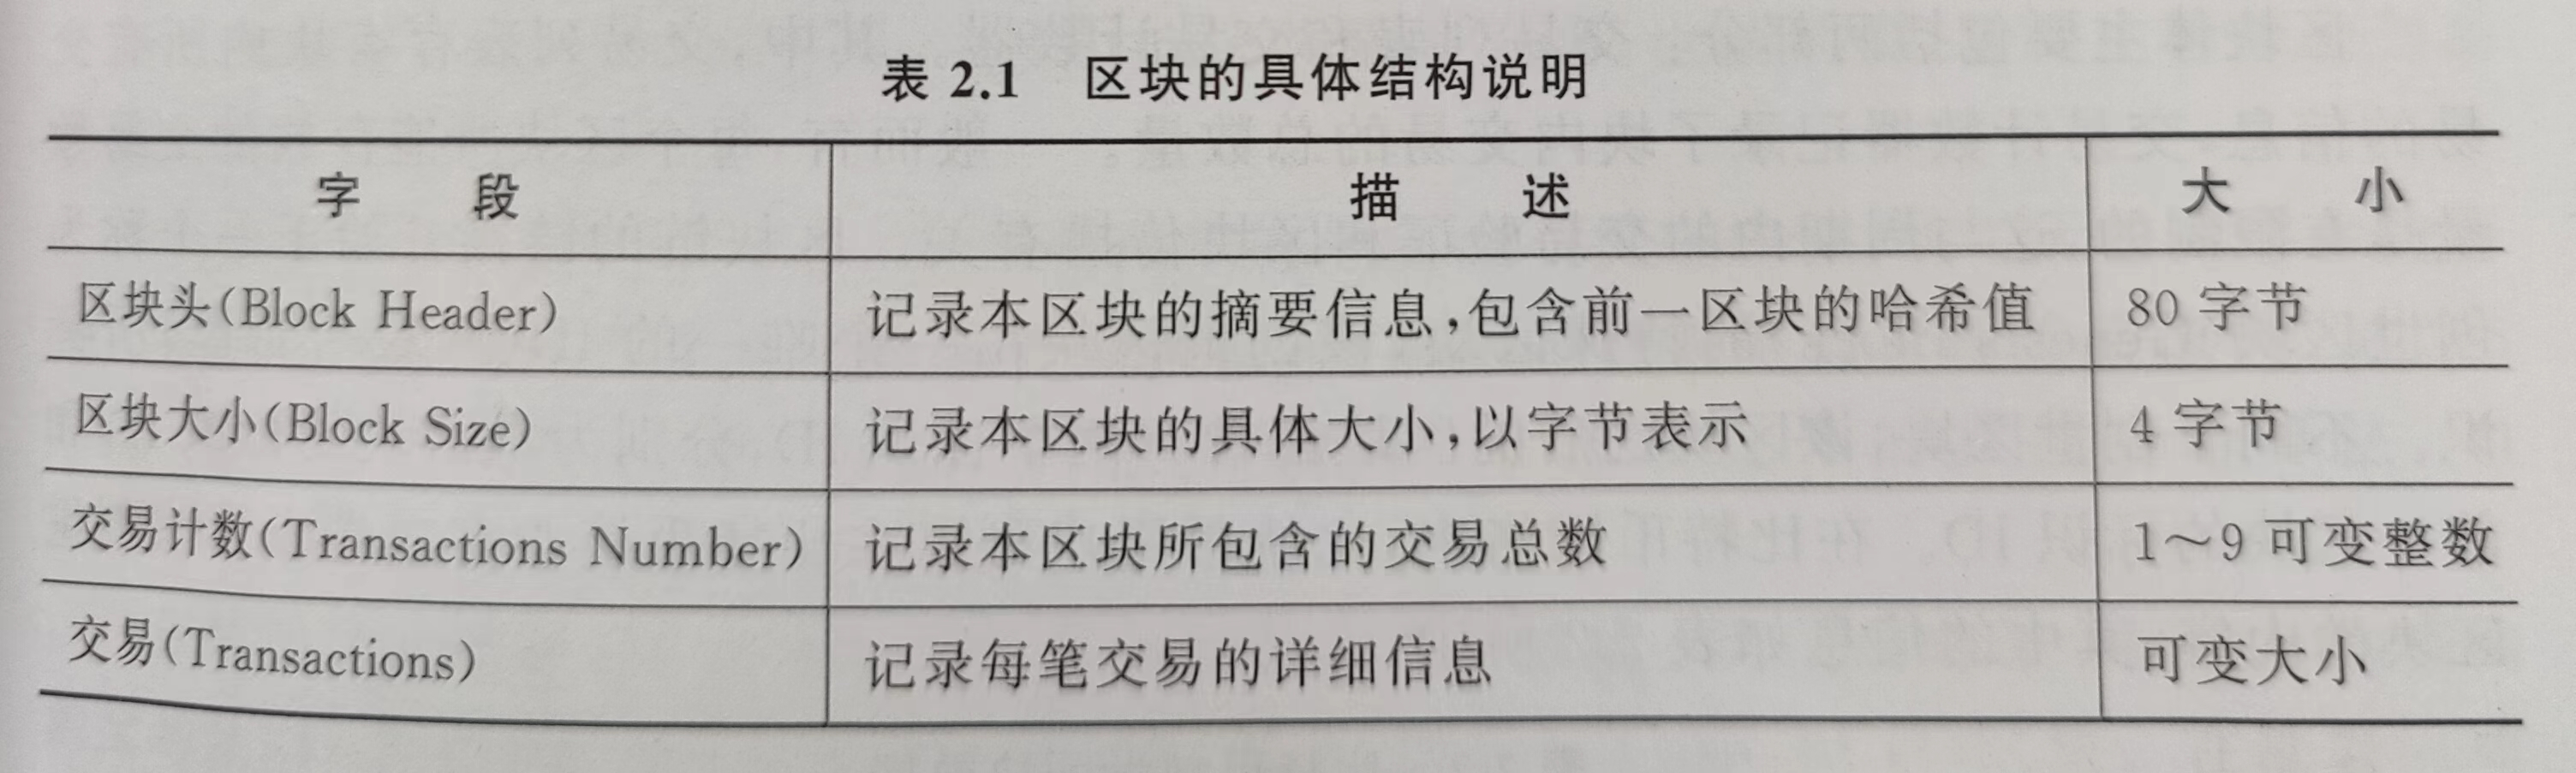 表 2.1 区块的具体结构说明
字 段 描 述 大 小
区块头(Block Header) 记录本区块的摘要信息,包含前一区块的哈希值 80 字节
区块大小(Block Size) 记录本区块的具体大小,以字节表示 4 字节
交易计数(Transactions Number) 记录本区块所包含的交易总数 1～9 可变整数
交易(Transactions) 记录每笔交易的详细信息 可变大小